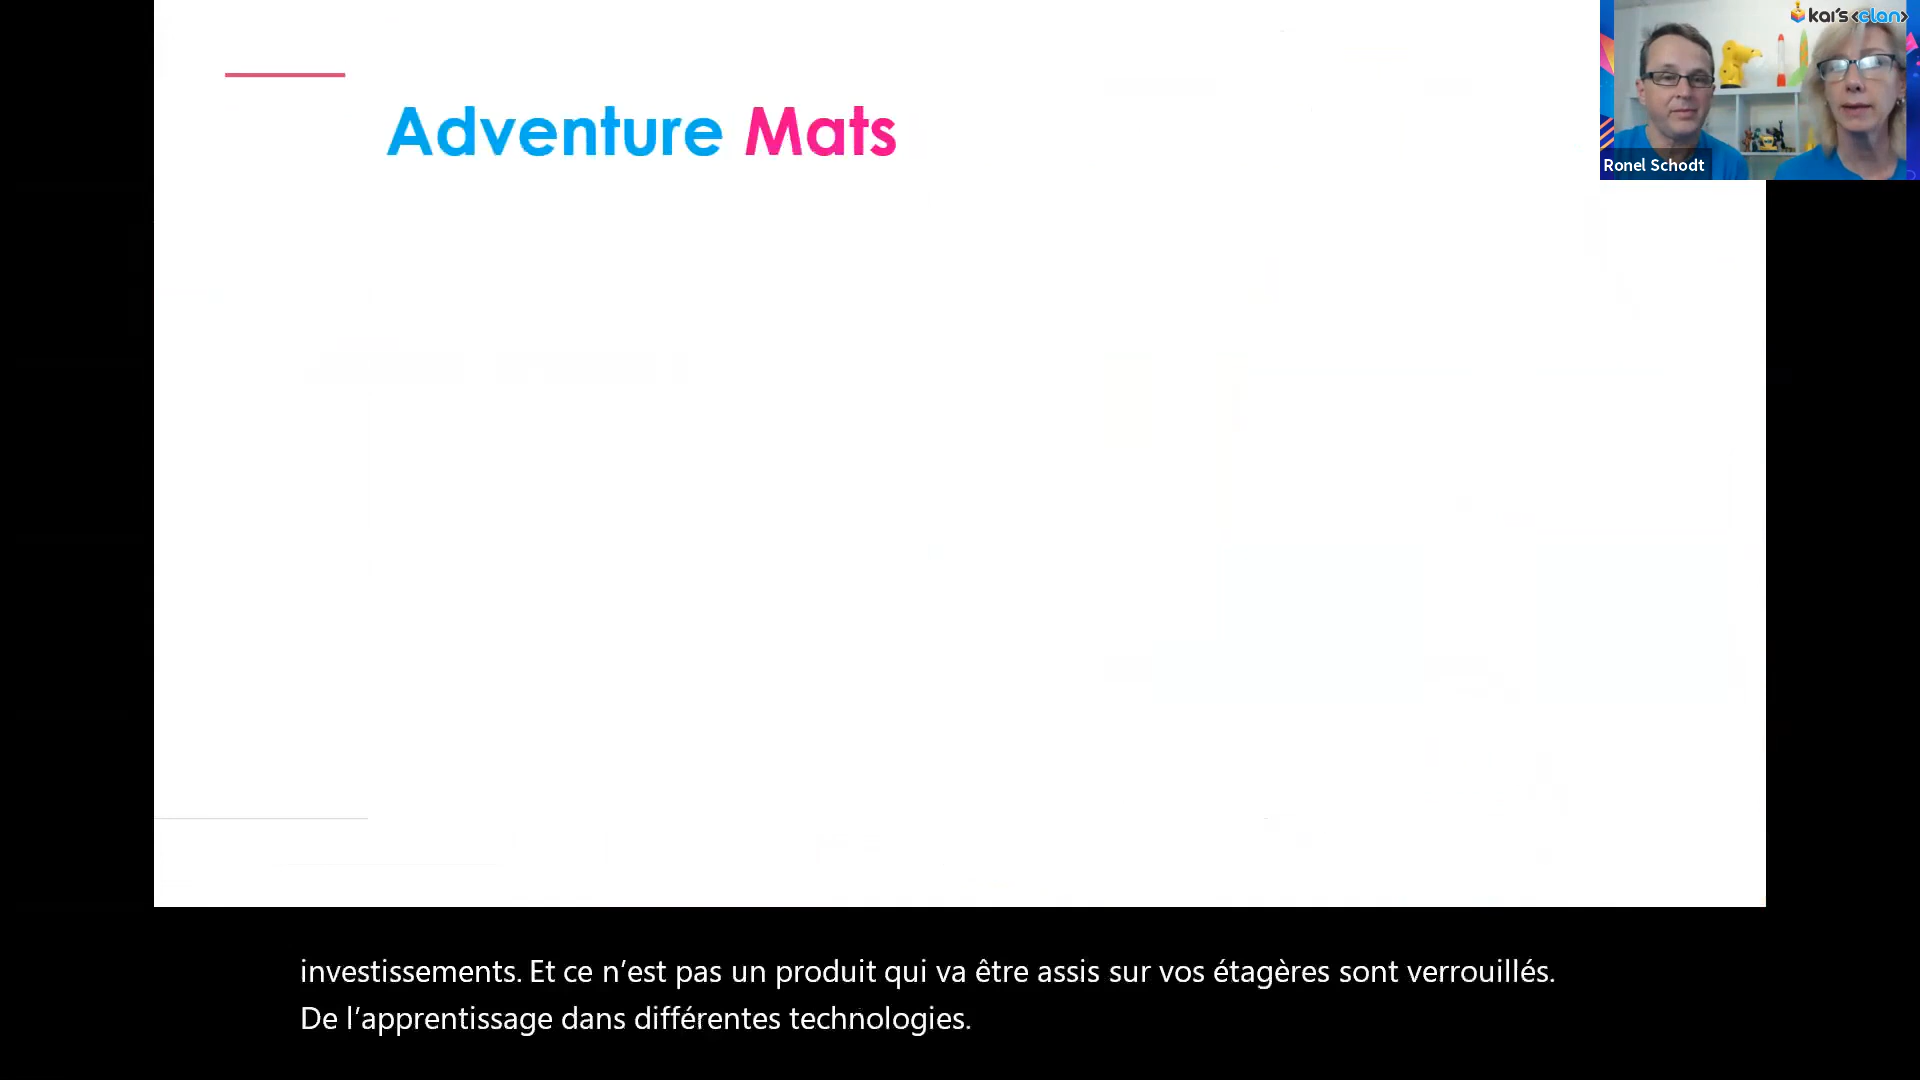 kai's <clan>
Adventure Mats
Ronel Schodt
investissements. Et ce n’est pas un produit qui va être assis sur vos étagères sont verrouillés.
De l’apprentissage dans différentes technologies.